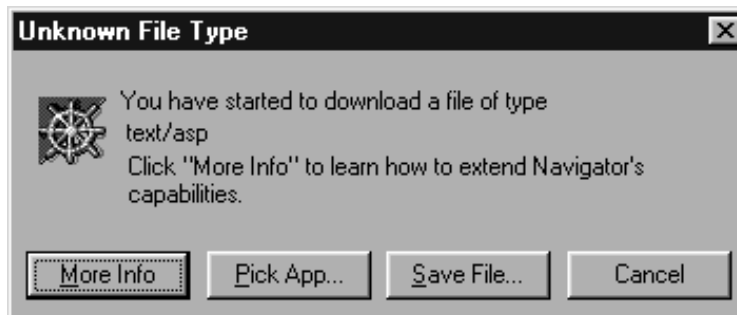 Unknown File Type
You have started to download a file of type
text/asp
Click "More Info" to learn how to extend Navigator's
capabilities.
More Info
Pick App...
Save File...
Cancel